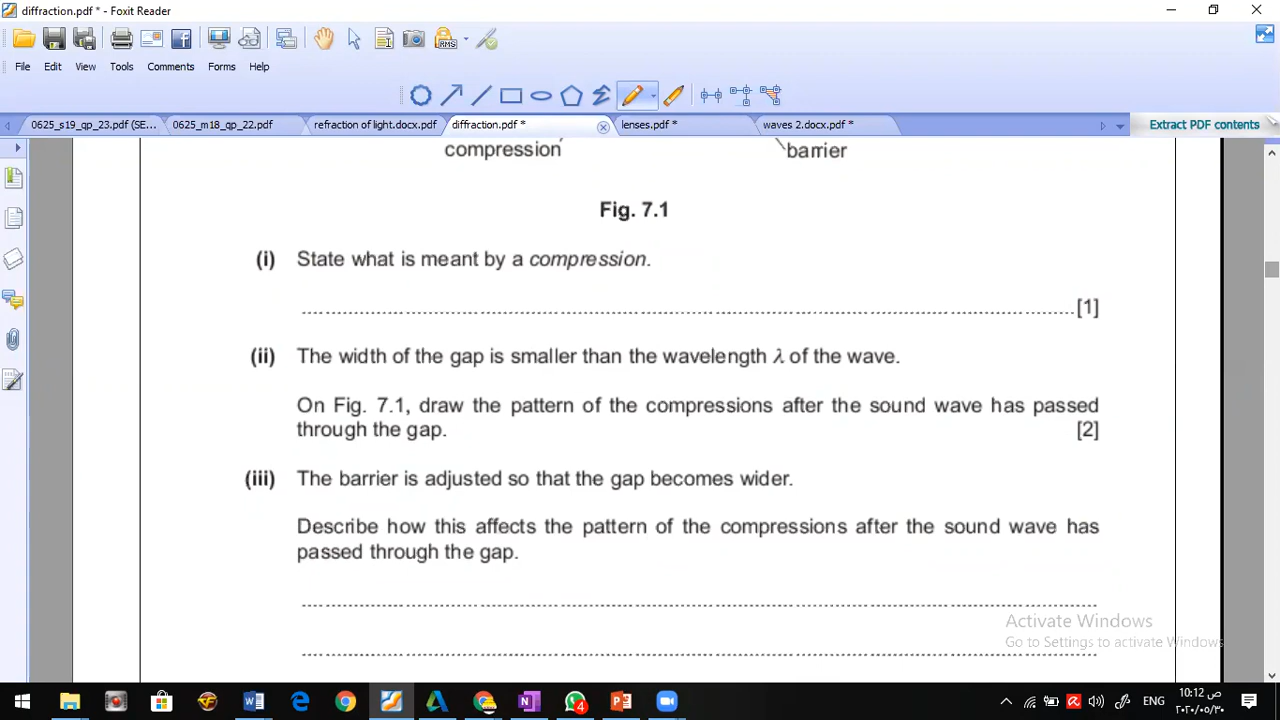 diffraction.pdf * - Foxit Reader
RMS
File Edit View Tools Comments Forms Help
0625_s19_qp_23.pdf (SE... 0625_m18_qp_22.pdf refraction of light.docx.pdf diffraction.pdf * lenses.pdf * waves 2.docx.pdf * Extract PDF contents
compression barrier
Fig. 7.1
(i) State what is meant by a compression.
[1]
(ii) The width of the gap is smaller than the wavelength λ of the wave.
On Fig. 7.1, draw the pattern of the compressions after the sound wave has passed
through the gap. [2]
(iii) The barrier is adjusted so that the gap becomes wider.
Describe how this affects the pattern of the compressions after the sound wave has
passed through the gap.
Activate Windows
Go to Settings to activate Windows.
4 ENG 10:12 ص
٢٠٢٠/٠٥/٣٠